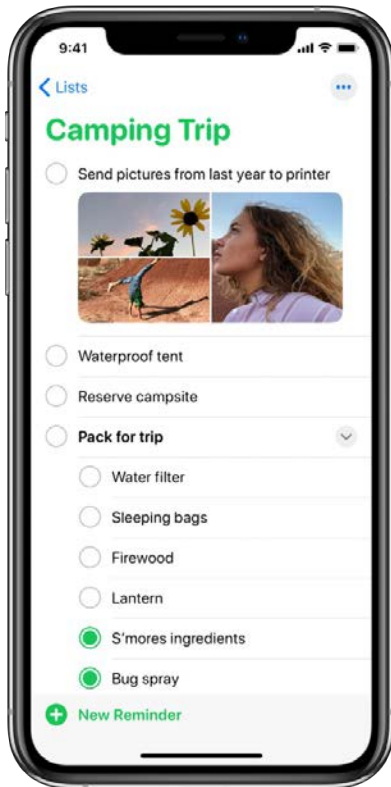 9:41
Lists
Camping Trip
Send pictures from last year to printer
Waterproof tent
Reserve campsite
Pack for trip
Water filter
Sleeping bags
Firewood
Lantern
S'mores ingredients
Bug spray
New Reminder